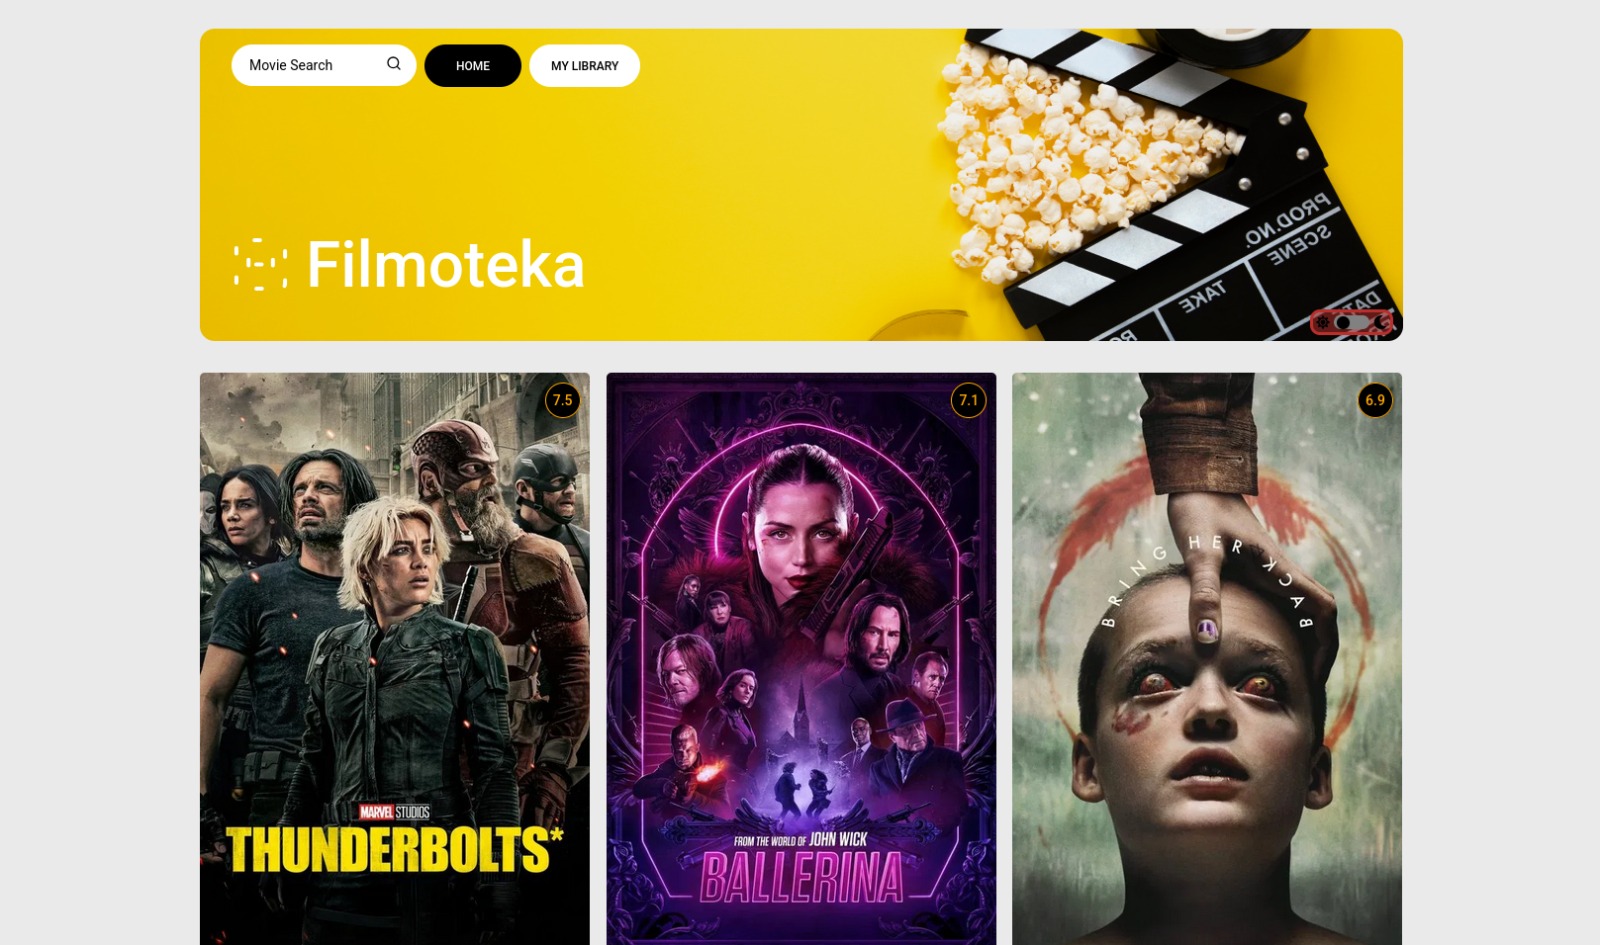 Movie Search
HOME
MY LIBRARY
Filmoteka
PROD.NO.
SCENE
TAKE
7.5
7.1
6.9
BRING HER BACK
MARVEL STUDIOS
THUNDERBOLTS*
FROM THE WORLD OF JOHN WICK
BALLERINA